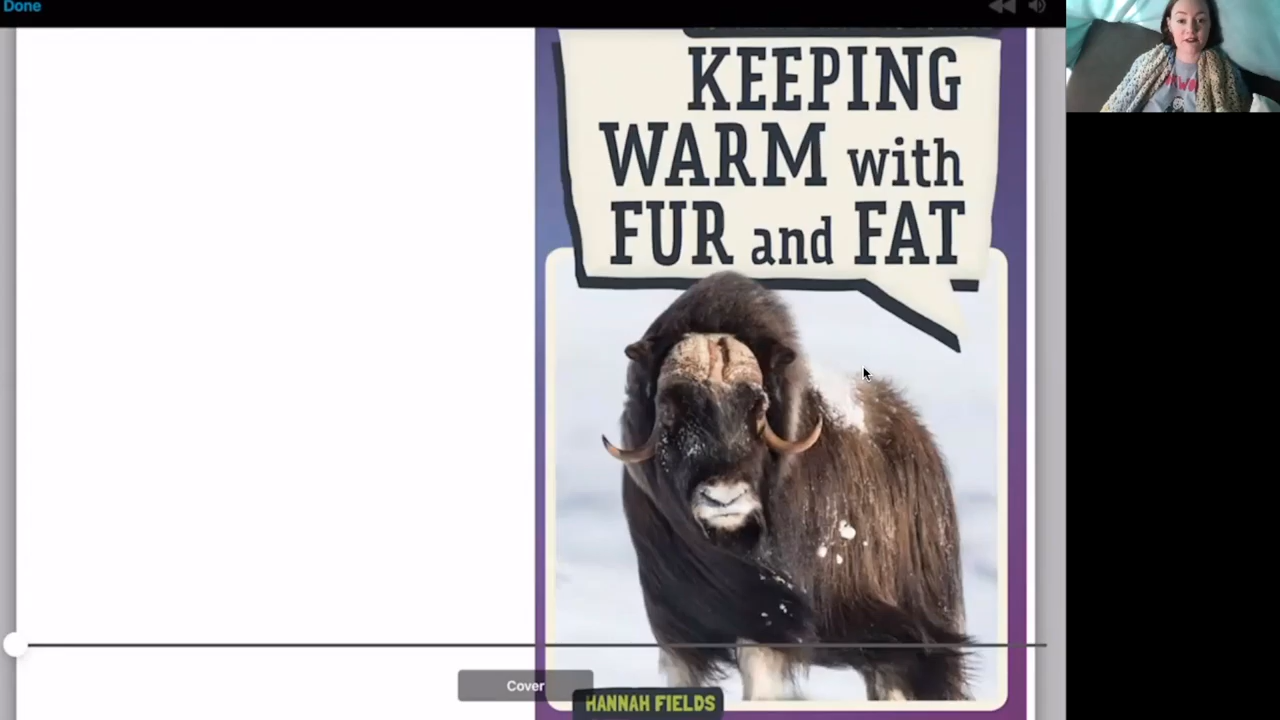 Done
KEEPING
WARM with
FUR and FAT
Cover
HANNAH FIELDS